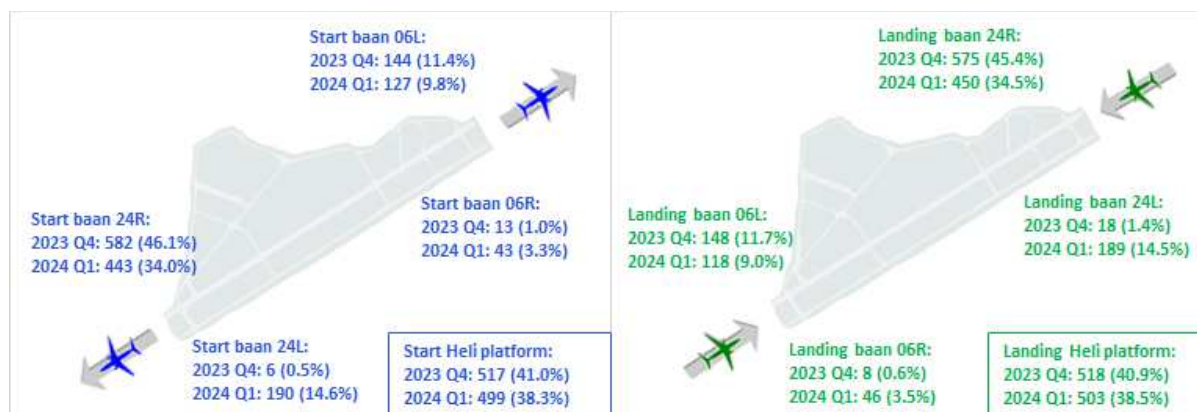 Start baan 06L:
2023 Q4: 144 (11.4%)
2024 Q1: 127 (9.8%)
Start baan 24R:
2023 Q4: 582 (46.1%)
2024 Q1: 443 (34.0%)
Start baan 06R:
2023 Q4: 13 (1.0%)
2024 Q1: 43 (3.3%)
Start baan 24L:
2023 Q4: 6 (0.5%)
2024 Q1: 190 (14.6%)
Start Heli platform:
2023 Q4: 517 (41.0%)
2024 Q1: 499 (38.3%)
Landing baan 24R:
2023 Q4: 575 (45.4%)
2024 Q1: 450 (34.5%)
Landing baan 06L:
2023 Q4: 148 (11.7%)
2024 Q1: 118 (9.0%)
Landing baan 24L:
2023 Q4: 18 (1.4%)
2024 Q1: 189 (14.5%)
Landing baan 06R:
2023 Q4: 8 (0.6%)
2024 Q1: 46 (3.5%)
Landing Heli platform:
2023 Q4: 518 (40.9%)
2024 Q1: 503 (38.5%)